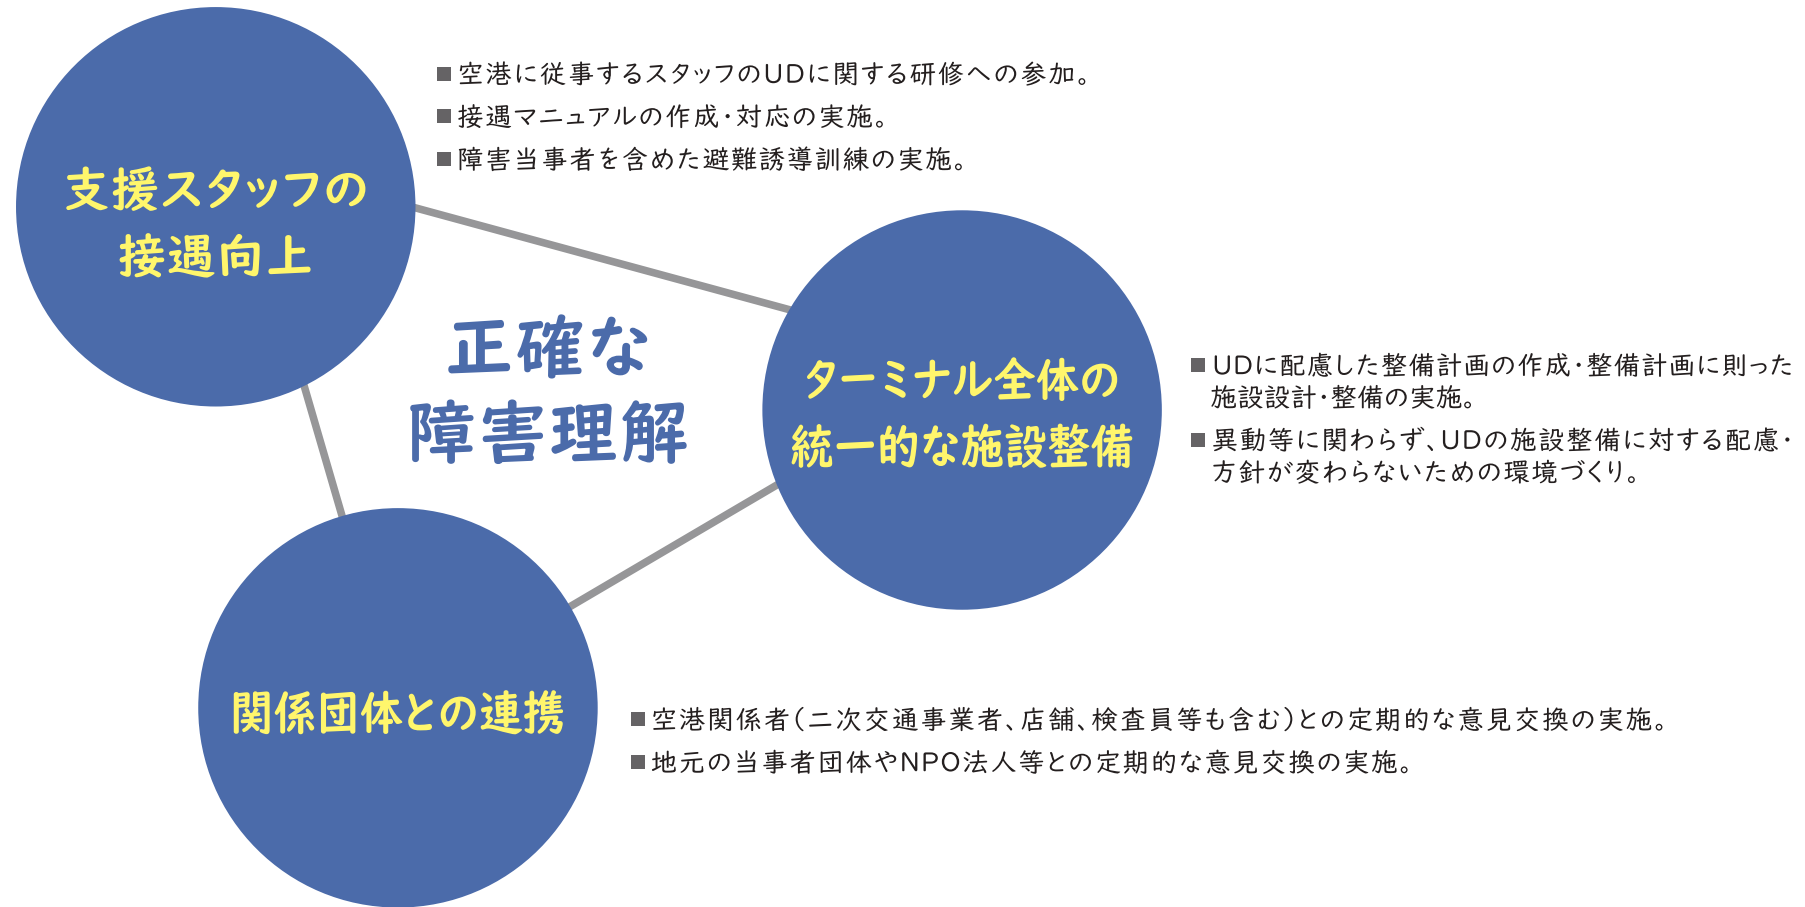 支援スタッフの
接遇向上
■空港に従事するスタッフのUDに関する研修への参加。
■接遇マニュアルの作成・対応の実施。
■障害当事者を含めた避難誘導訓練の実施。
正確な
障害理解
ターミナル全体の
統一的な施設整備
■UDに配慮した整備計画の作成・整備計画に則った
施設設計・整備の実施。
■異動等に関わらず、UDの施設整備に対する配慮・
方針が変わらないための環境づくり。
関係団体との連携
■空港関係者（二次交通事業者、店舗、検査員等も含む）との定期的な意見交換の実施。
■地元の当事者団体やNPO法人等との定期的な意見交換の実施。